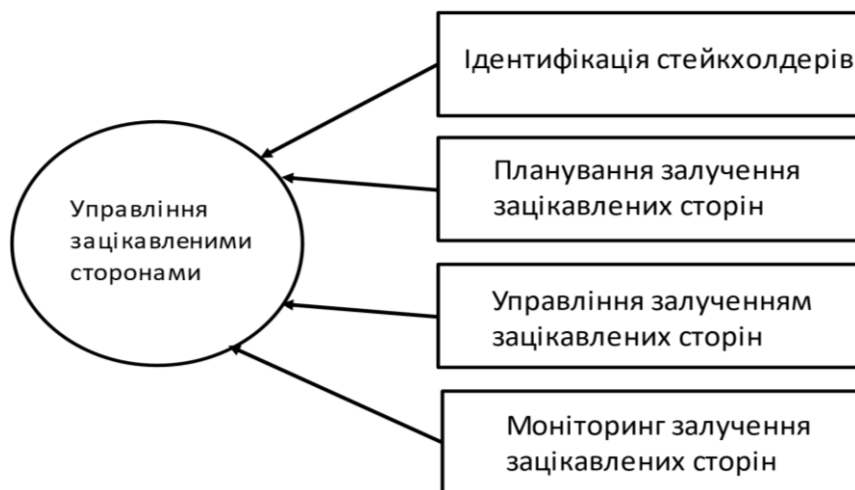 Ідентифікація стейкхолдерів
Планування залучення
зацікавлених сторін
Управління
зацікавленими
сторонами
Управління залученням
зацікавлених сторін
Моніторинг залучення
зацікавлених сторін